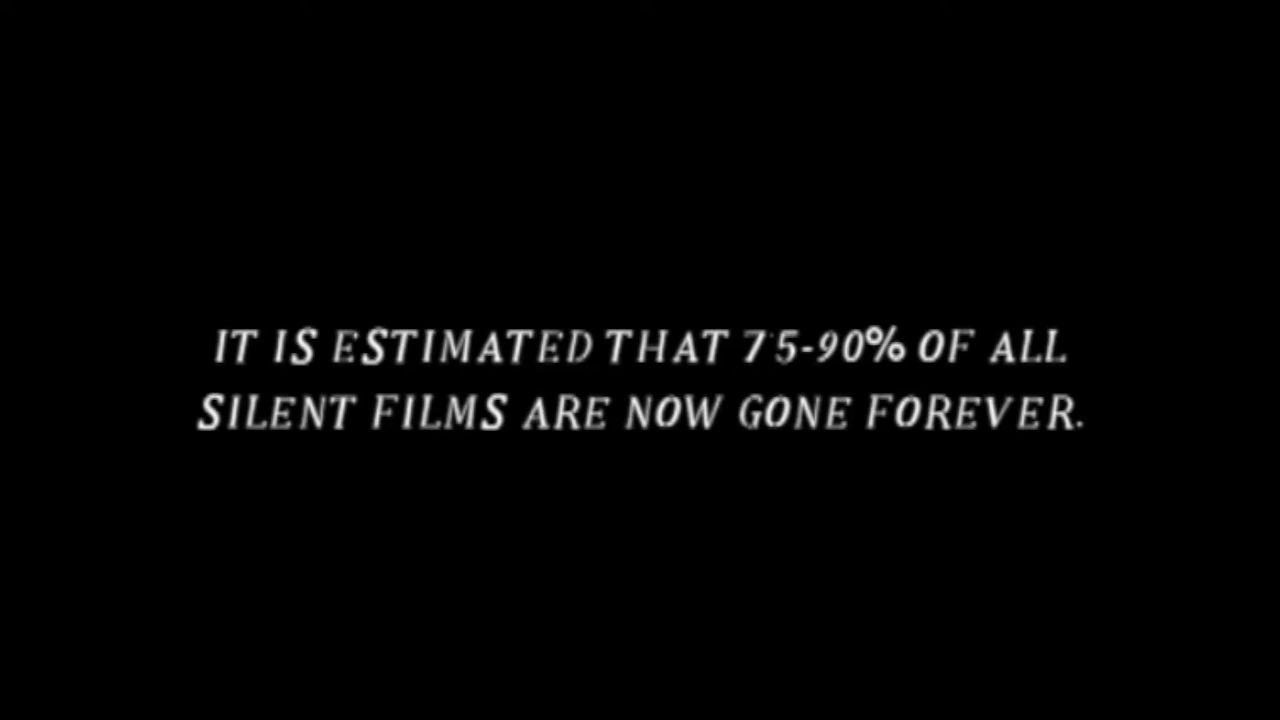 IT IS ESTIMATED THAT 75-90% OF ALL
SILENT FILMS ARE NOW GONE FOREVER.